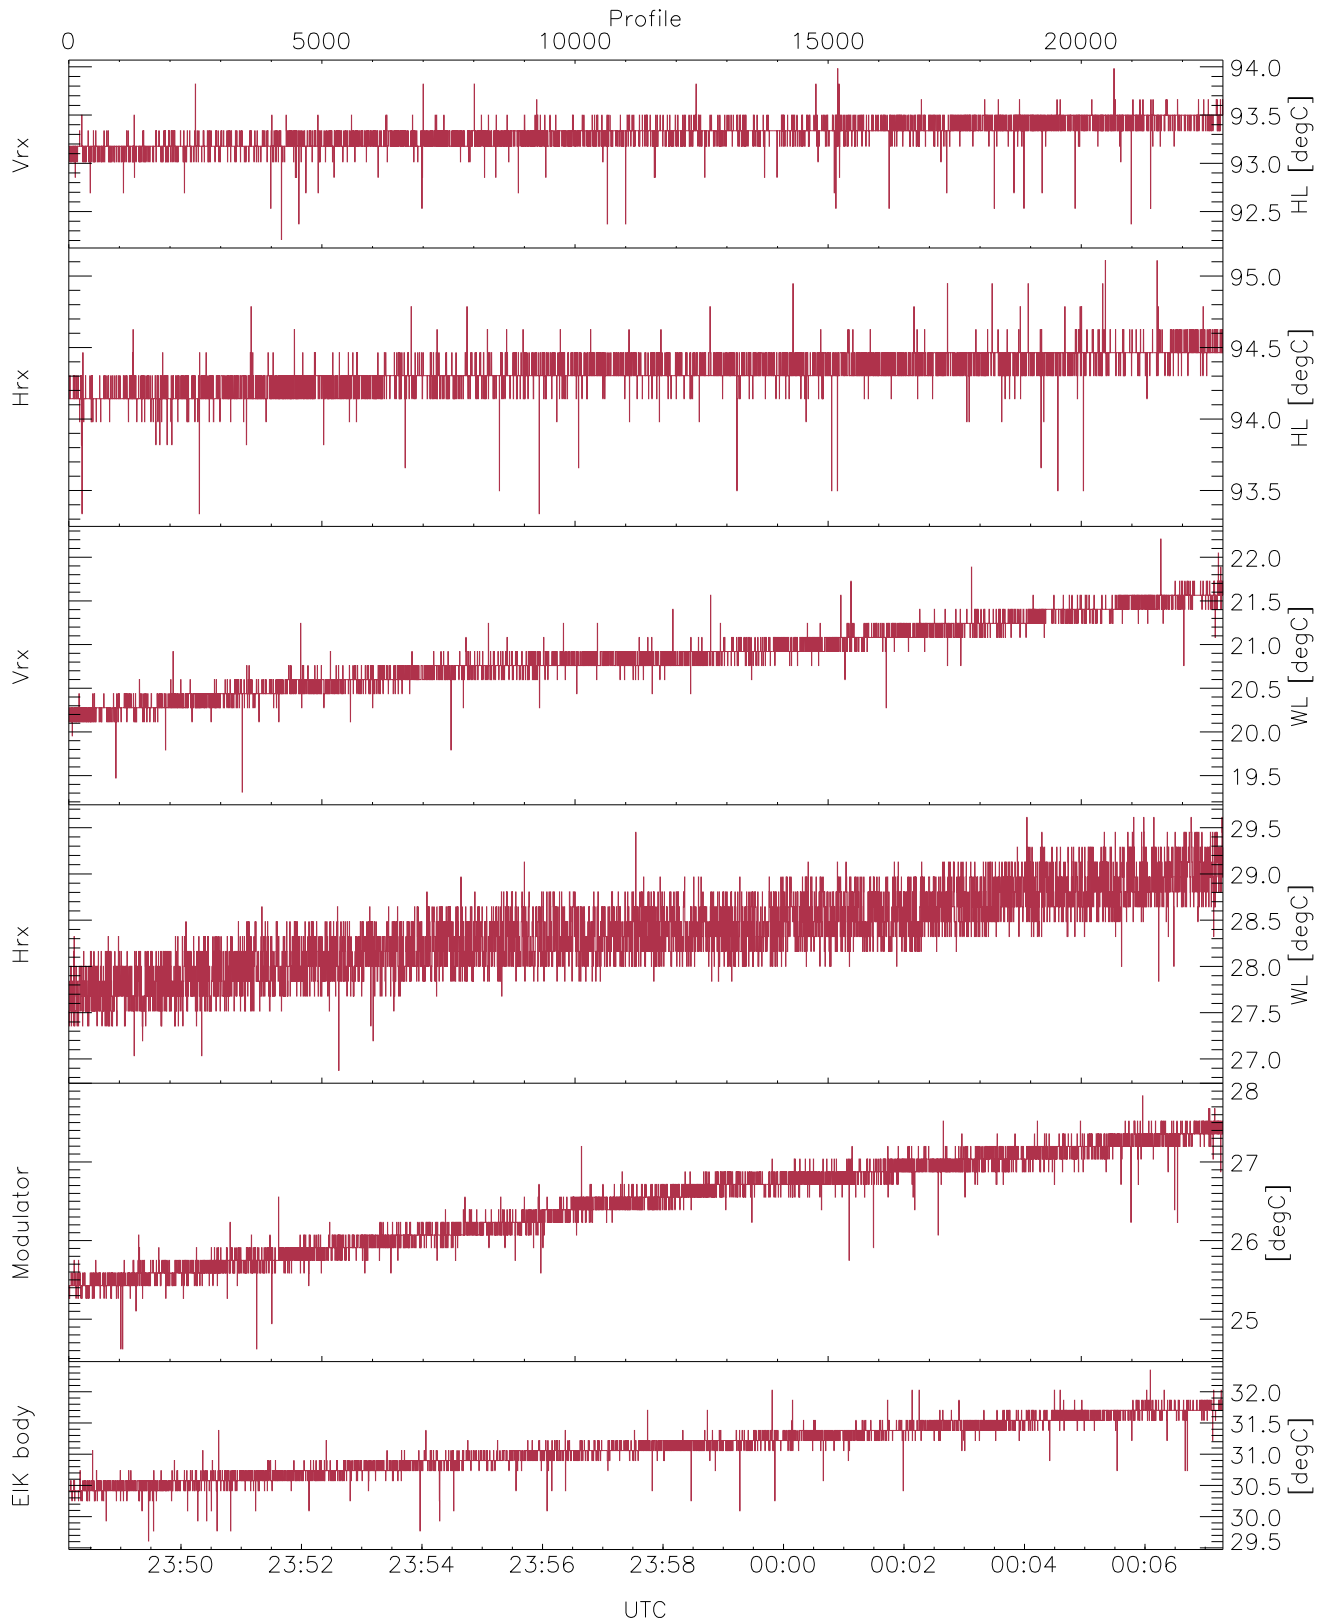 Profile
0 5000 10000 15000 20000
Vrx
94.0
93.5
93.0
92.5
HL [degC]
Hrx
95.0
94.5
94.0
93.5
HL [degC]
Vrx
22.0
21.5
21.0
20.5
20.0
19.5
WL [degC]
Hrx
29.5
29.0
28.5
28.0
27.5
27.0
WL [degC]
Modulator
28
27
26
25
[degC]
EIK body
32.0
31.5
31.0
30.5
30.0
29.5
[degC]
23:50 23:52 23:54 23:56 23:58 00:00 00:02 00:04 00:06
UTC